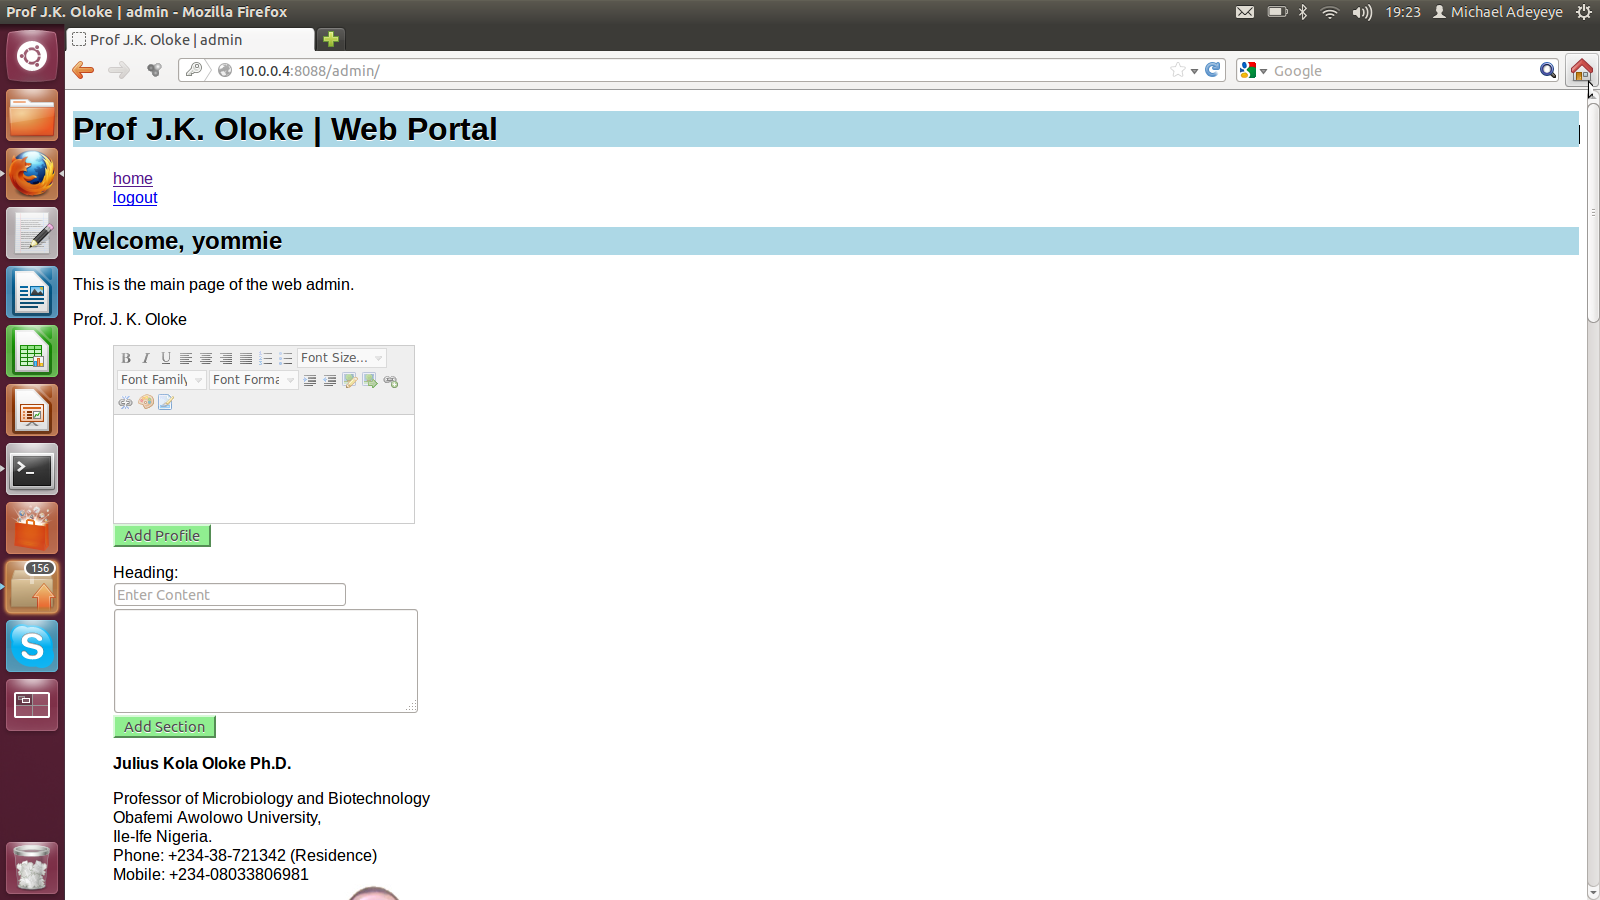 Prof J.K. Oloke | admin - Mozilla Firefox
19:23 Michael Adeyeye
Prof J.K. Oloke | admin
10.0.0.4:8088/admin/
Google
Prof J.K. Oloke | Web Portal
home
logout
Welcome, yommie
This is the main page of the web admin.
Prof. J. K. Oloke
B I U Font Size...
Font Family Font Forma
Add Profile
Heading:
Enter Content
Add Section
156
Julius Kola Oloke Ph.D.
Professor of Microbiology and Biotechnology
Obafemi Awolowo University,
Ile-Ife Nigeria.
Phone: +234-38-721342 (Residence)
Mobile: +234-08033806981